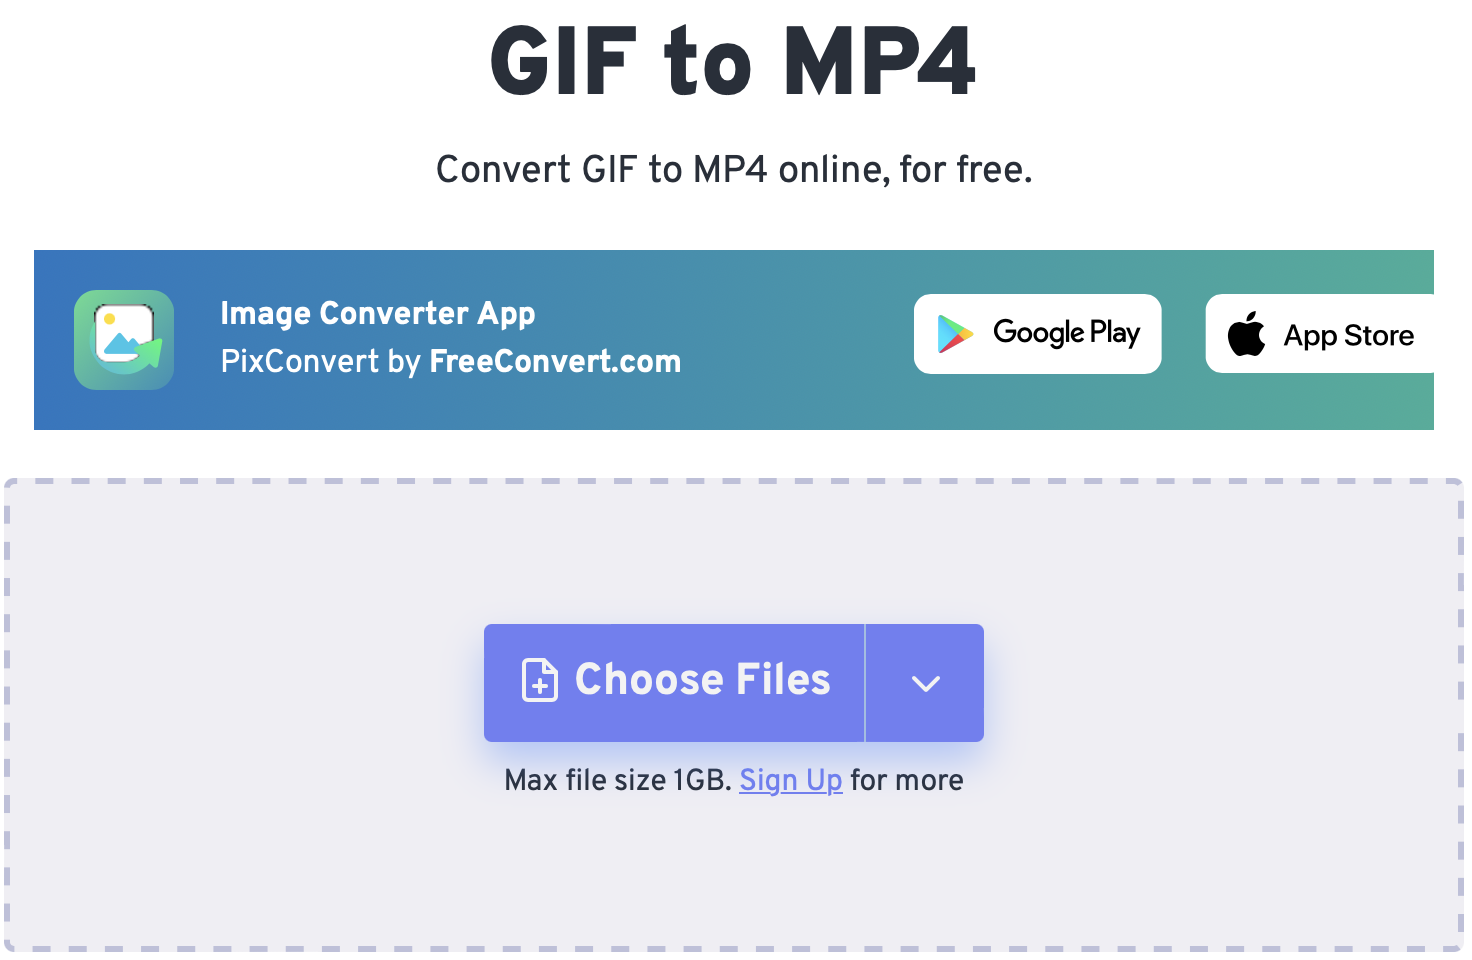 GIF to MP4
Convert GIF to MP4 online, for free.
Image Converter App
PixConvert by FreeConvert.com
Google Play
App Store
Choose Files
Max file size 1GB. Sign Up for more